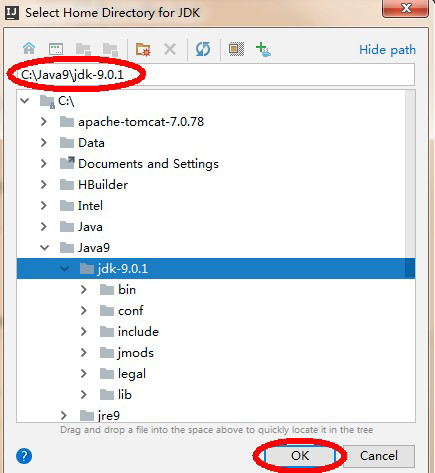 Select Home Directory for JDK
Hide path
C:\Java9\jdk-9.0.1
C:\
apache-tomcat-7.0.78
Data
Documents and Settings
HBuilder
Intel
Java
Java9
jdk-9.0.1
bin
conf
include
jmods
legal
lib
jre9
Drag and drop a file into the space above to quickly locate it in the tree
? OK Cancel